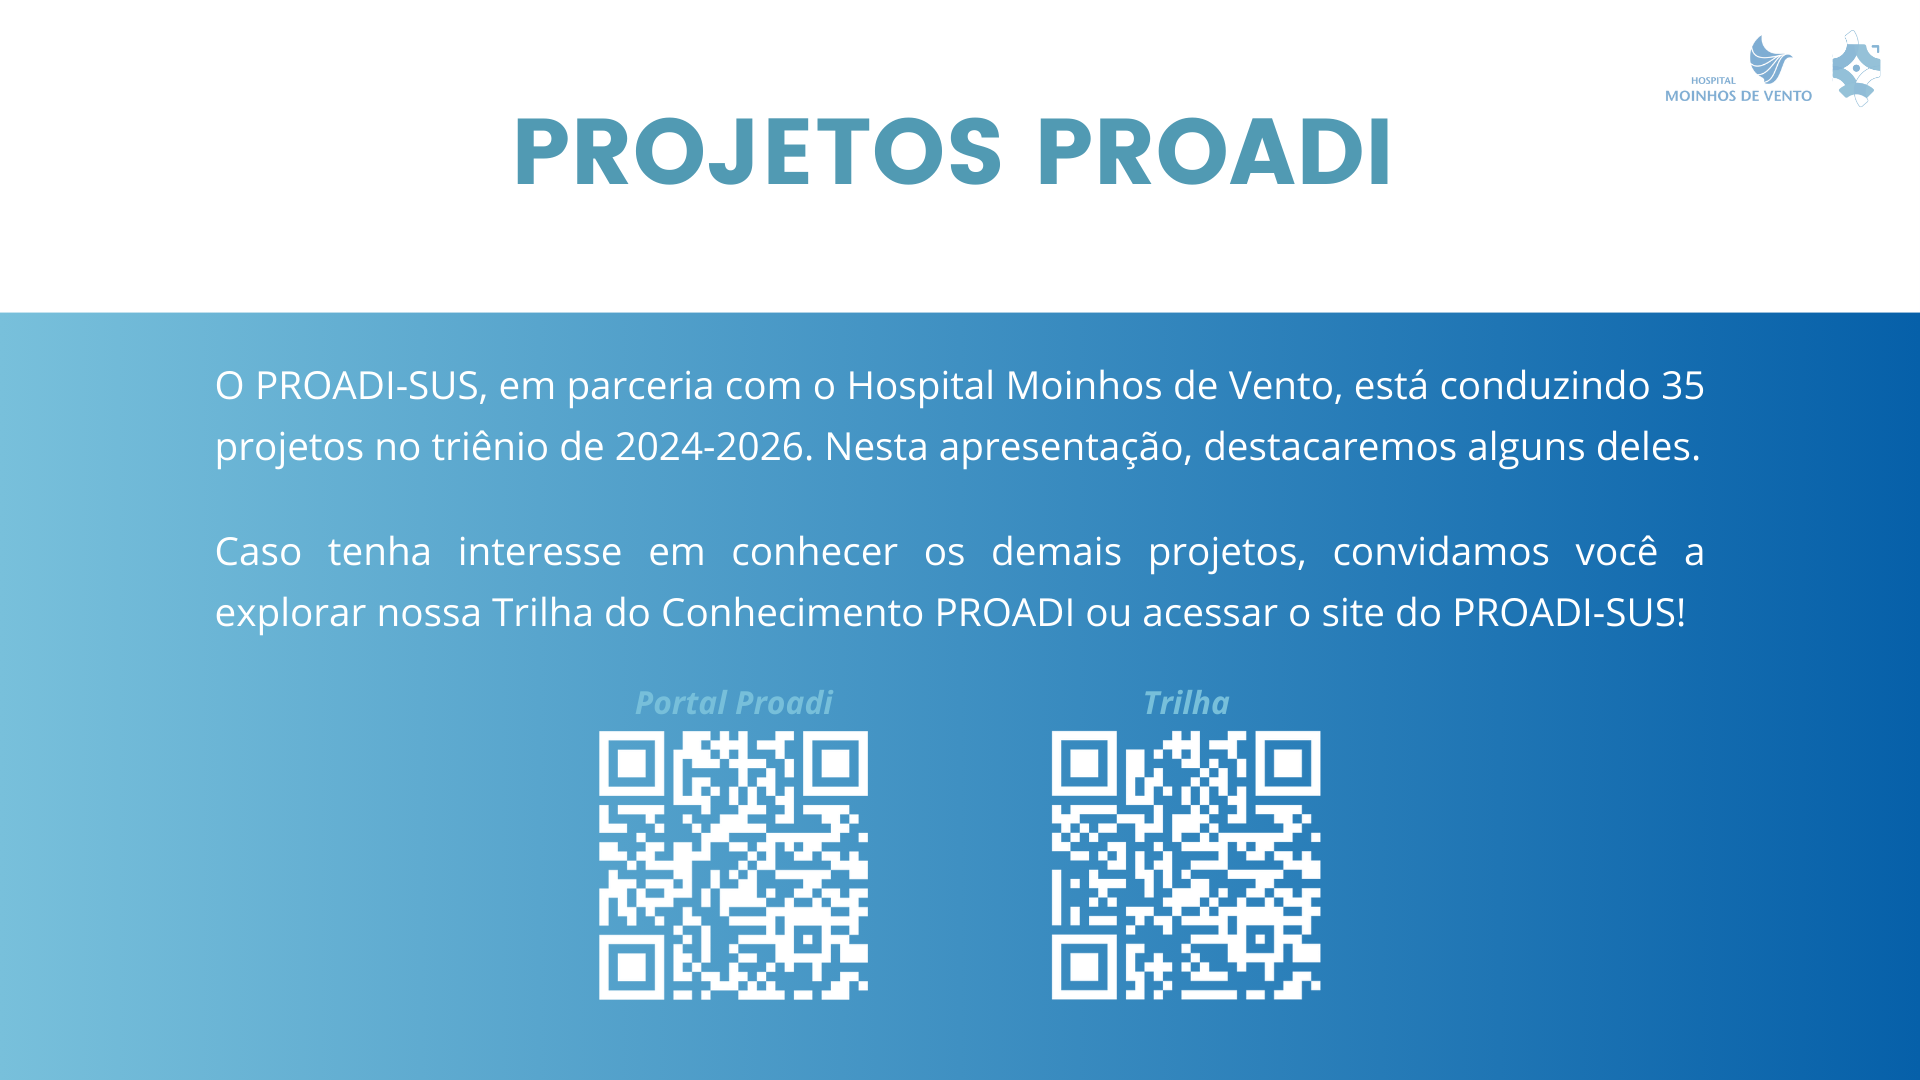 HOSPITAL
MOINHOS DE VENTO
PROJETOS PROADI
O PROADI-SUS, em parceria com o Hospital Moinhos de Vento, está conduzindo 35
projetos no triênio de 2024-2026. Nesta apresentação, destacaremos alguns deles.
Caso tenha interesse em conhecer os demais projetos, convidamos você a
explorar nossa Trilha do Conhecimento PROADI ou acessar o site do PROADI-SUS!
Portal Proadi
Trilha